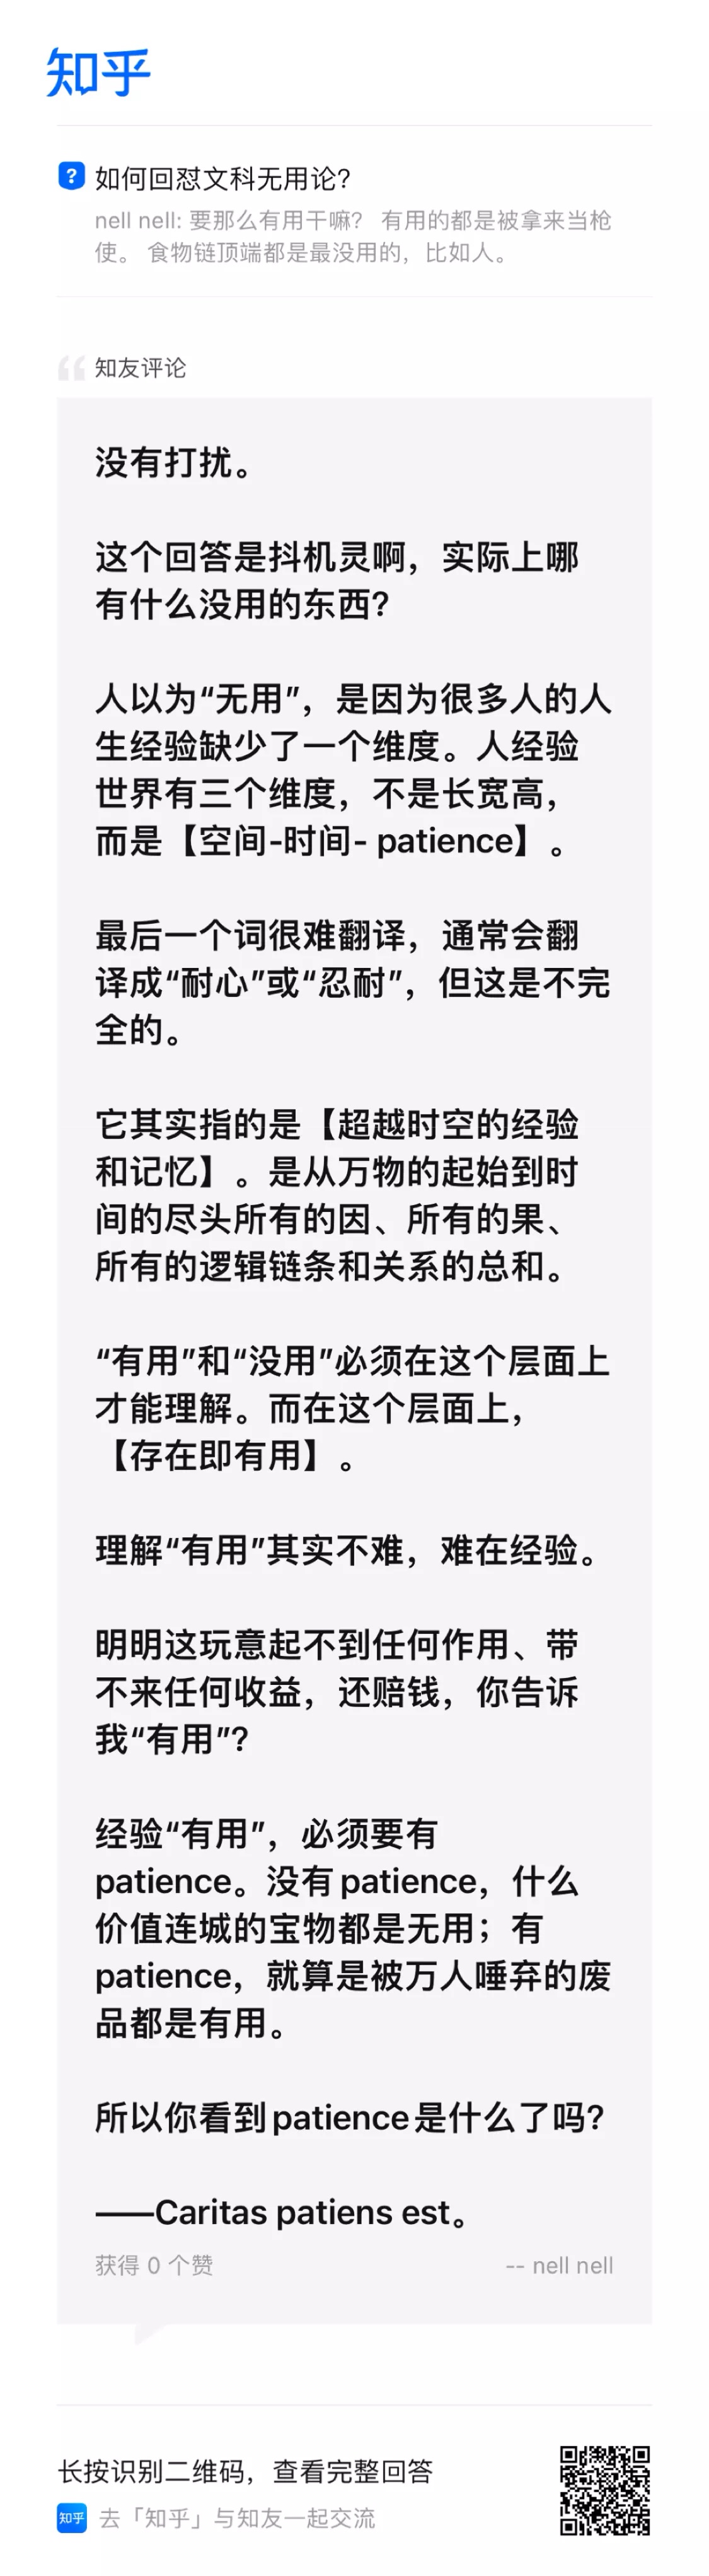 知乎
如何回怼文科无用论?
nell nell: 要那么有用干嘛? 有用的都是被拿来当枪
使。 食物链顶端都是最没用的，比如人。
知友评论
没有打扰。
这个回答是抖机灵啊，实际上哪
有什么没用的东西?
人以为“无用”，是因为很多人的人
生经验缺少了一个维度。人经验
世界有三个维度，不是长宽高，
而是【空间-时间- patience】。
最后一个词很难翻译，通常会翻
译成“耐心”或“忍耐”，但这是不完
全的。
它其实指的是【超越时空的经验
和记忆】。是从万物的起始到时
间的尽头所有的因、所有的果、
所有的逻辑链条和关系的总和。
“有用”和“没用”必须在这个层面上
才能理解。而在这个层面上，
【存在即有用】。
理解“有用”其实不难，难在经验。
明明这玩意起不到任何作用、带
不来任何收益，还赔钱，你告诉
我“有用”?
经验“有用”，必须要有
patience。没有patience，什么
价值连城的宝物都是无用；有
patience，就算是被万人唾弃的废
品都是有用。
所以你看到patience是什么了吗?
——Caritas patiens est。
获得 0 个赞
-- nell nell
长按识别二维码，查看完整回答
知乎 去「知乎」与知友一起交流